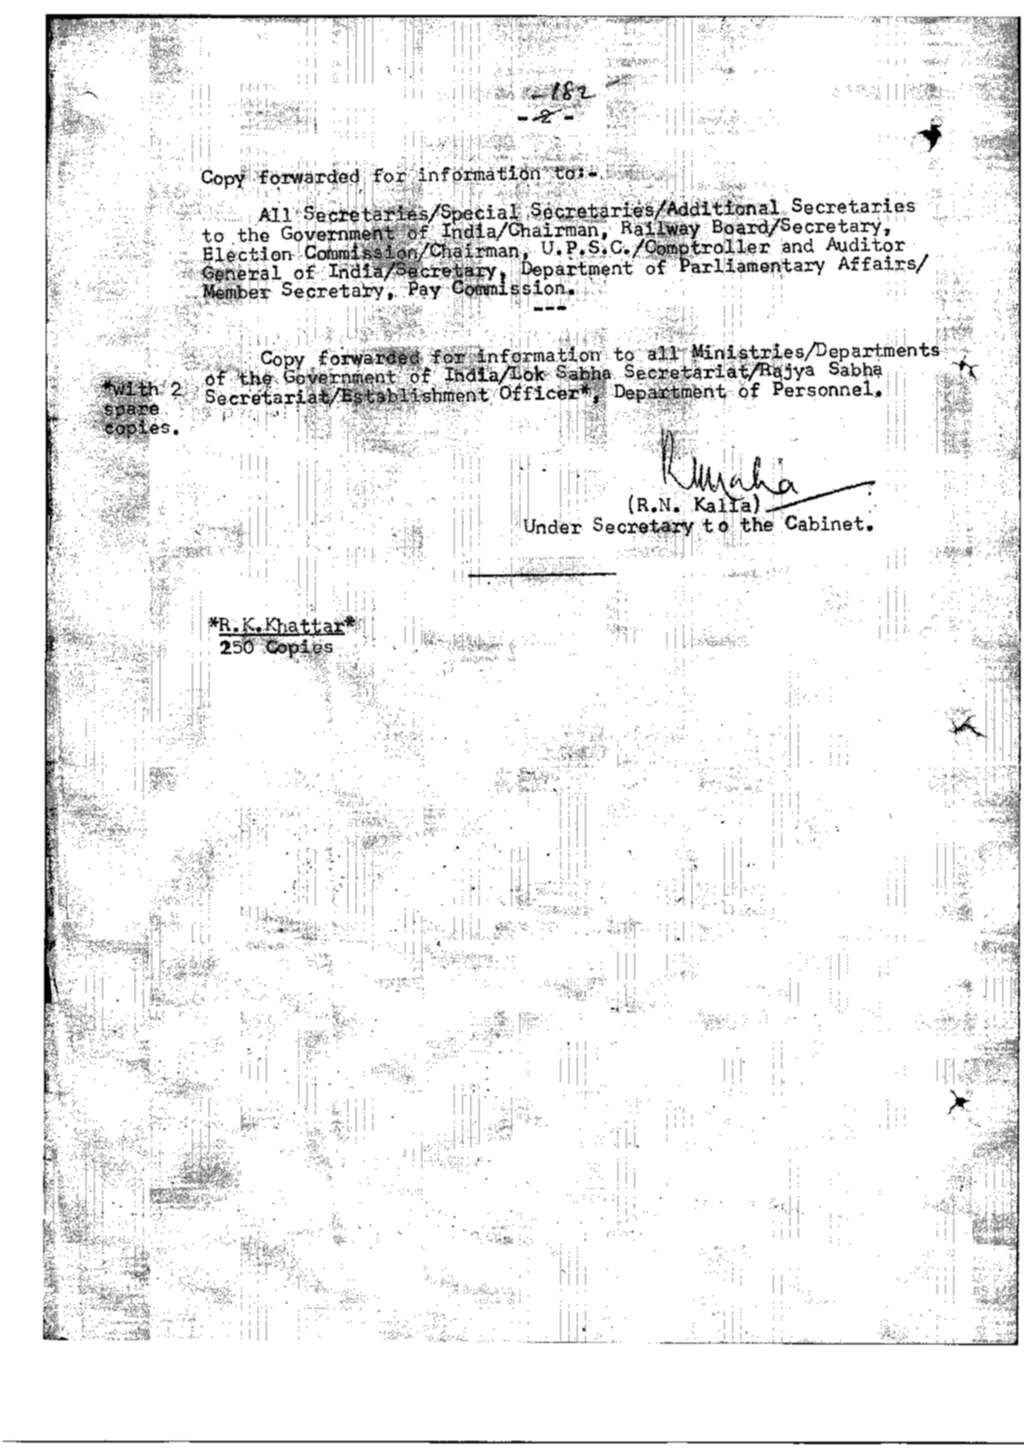 -182
-2-
Copy forwarded for information to:-
All Secretaries/Special Secretaries/Additional Secretaries
to the Government of India/Chairman, Railway Board/Secretary,
Election Commission/Chairman, U.P.S.C./Comptroller and Auditor
General of India/Secretary, Department of Parliamentary Affairs/
Member Secretary, Pay Commission.
---
Copy forwarded for information to all Ministries/Departments
of the Government of India/Lok Sabha Secretariat/Rajya Sabha
Secretariat/Establishment Officer*, Department of Personnel.
*with 2
spare
copies.
(R.N. Kalla)
Under Secretary to the Cabinet.
*R.K.Khattar*
250 Copies